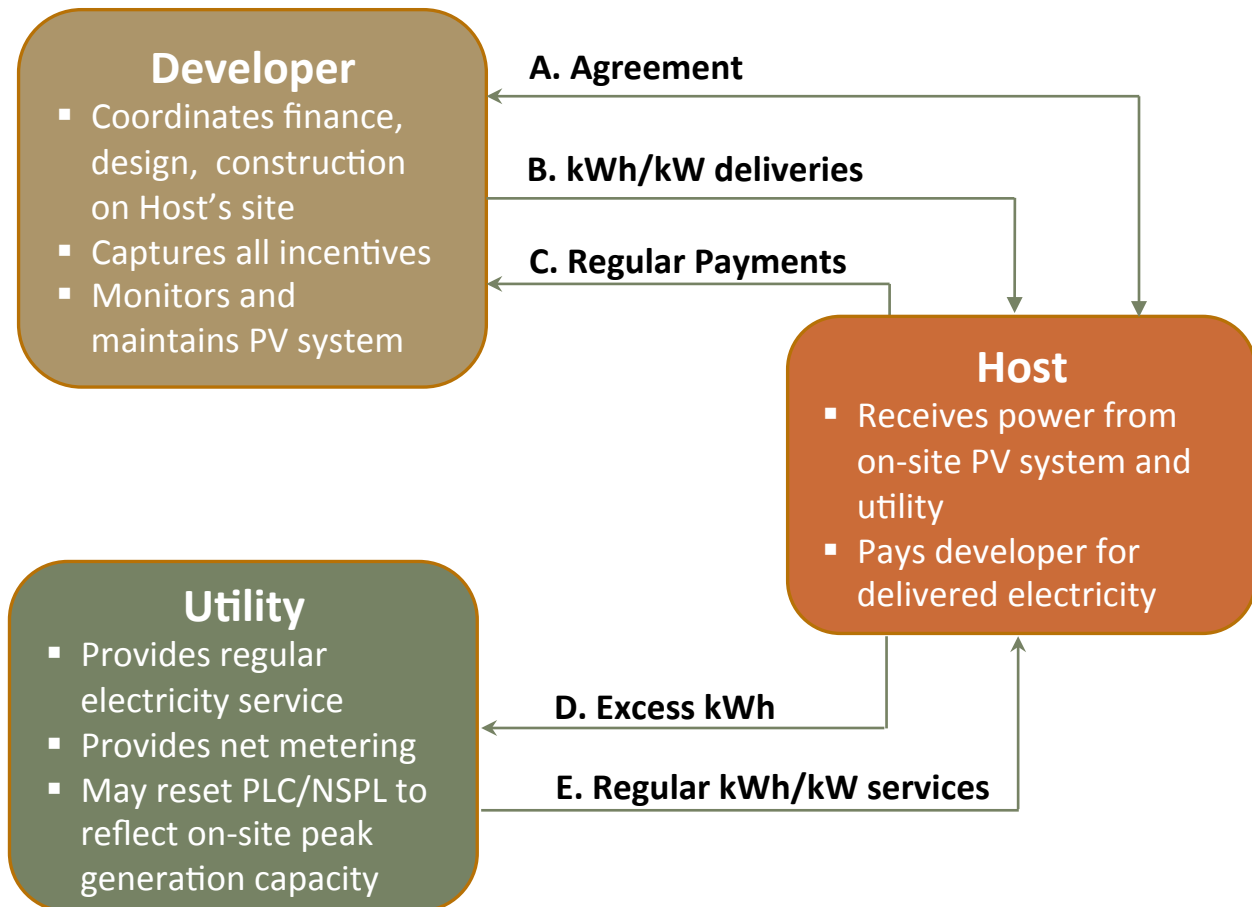 Developer
▪ Coordinates finance,
design, construction
on Host's site
▪ Captures all incentives
▪ Monitors and
maintains PV system
A. Agreement
B. kWh/kW deliveries
C. Regular Payments
Host
▪ Receives power from
on-site PV system and
utility
▪ Pays developer for
delivered electricity
Utility
▪ Provides regular
electricity service
▪ Provides net metering
▪ May reset PLC/NSPL to
reflect on-site peak
generation capacity
D. Excess kWh
E. Regular kWh/kW services